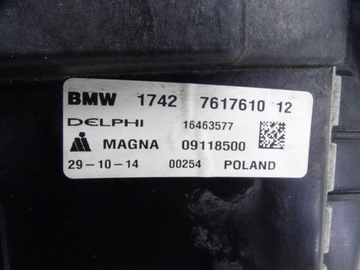 BMW 1742 7617610 12
DELPHI 16463577
MAGNA 09118500
29-10-14 00254 POLAND